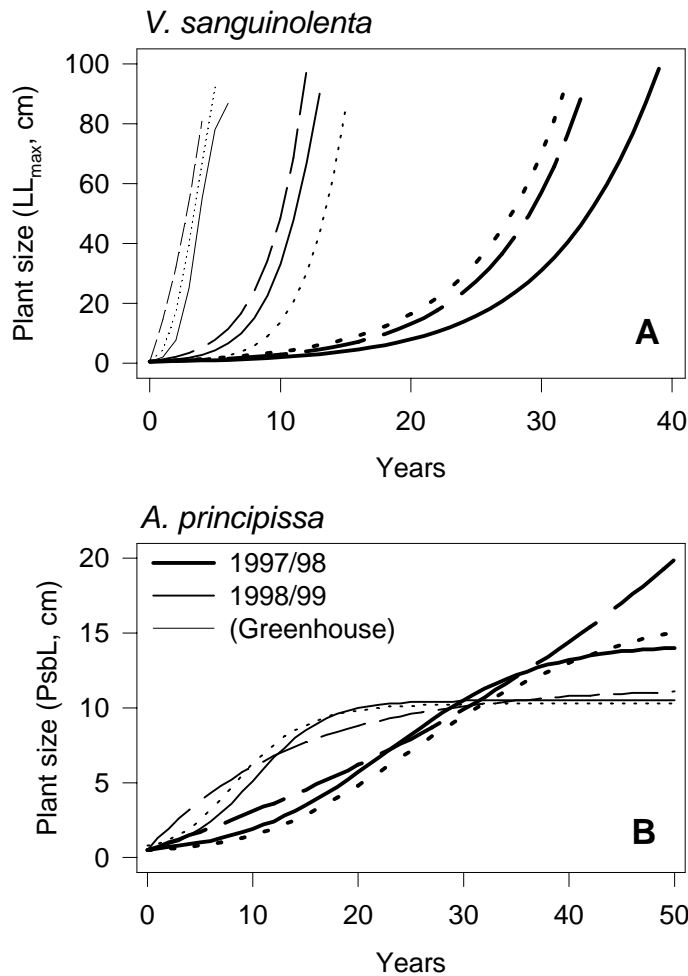 V. sanguinolenta
Plant size (LLmax, cm)
100
80
60
40
20
0
A
0 10 20 30 40
Years
A. principissa
Plant size (PsbL, cm)
20
15
10
5
0
1997/98
1998/99
(Greenhouse)
B
0 10 20 30 40 50
Years